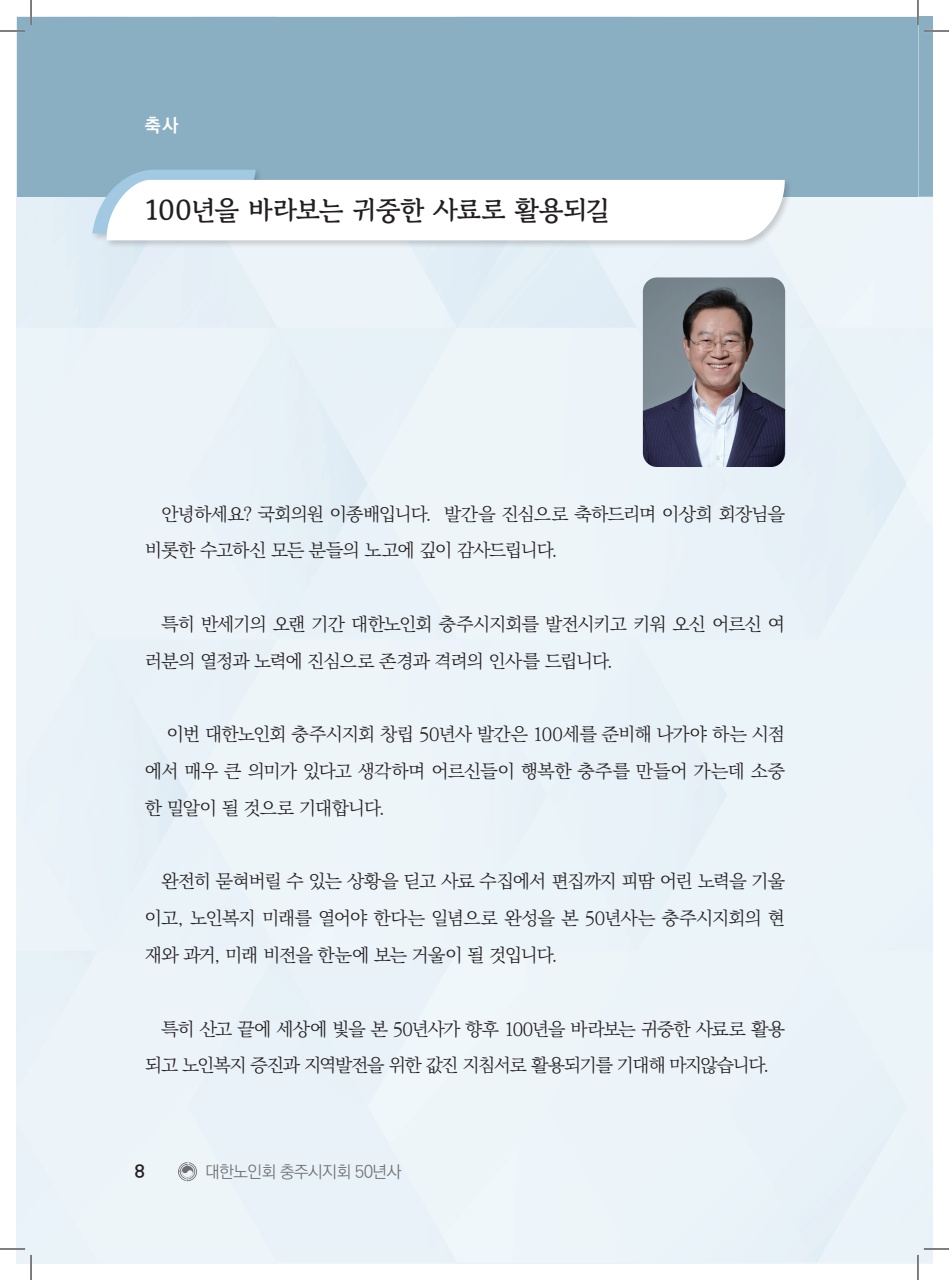 축사
100년을 바라보는 귀중한 사료로 활용되길
안녕하세요? 국회의원 이종배입니다. 발간을 진심으로 축하드리며 이상희 회장님을
비롯한 수고하신 모든 분들의 노고에 깊이 감사드립니다.
특히 반세기의 오랜 기간 대한노인회 충주시지회를 발전시키고 키워 오신 어르신 여
러분의 열정과 노력에 진심으로 존경과 격려의 인사를 드립니다.
이번 대한노인회 충주시지회 창립 50년사 발간은 100세를 준비해 나가야 하는 시점
에서 매우 큰 의미가 있다고 생각하며 어르신들이 행복한 충주를 만들어 가는데 소중
한 밀알이 될 것으로 기대합니다.
완전히 묻혀버릴 수 있는 상황을 딛고 사료 수집에서 편집까지 피땀 어린 노력을 기울
이고, 노인복지 미래를 열어야 한다는 일념으로 완성을 본 50년사는 충주시지회의 현
재와 과거, 미래 비전을 한눈에 보는 거울이 될 것입니다.
특히 산고 끝에 세상에 빛을 본 50년사가 향후 100년을 바라보는 귀중한 사료로 활용
되고 노인복지 증진과 지역발전을 위한 값진 지침서로 활용되기를 기대해 마지않습니다.
8 대한노인회 충주시지회 50년사